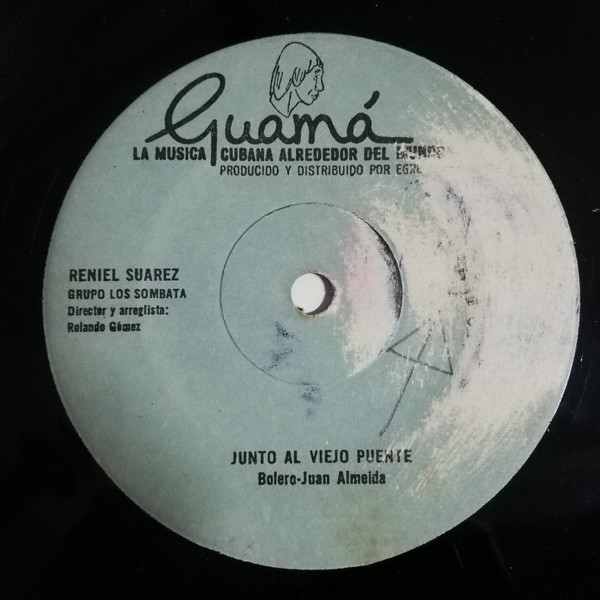 Guamá
LA MUSICA CUBANA ALREDEDOR DEL MUNDO
PRODUCIDO Y DISTRIBUIDO POR
RENIEL SUAREZ
GRUPO LOS SOMBATA
Director y arreglista:
Rolando Gómez
JUNTO AL VIEJO PUENTE
Bolero-Juan Almeida